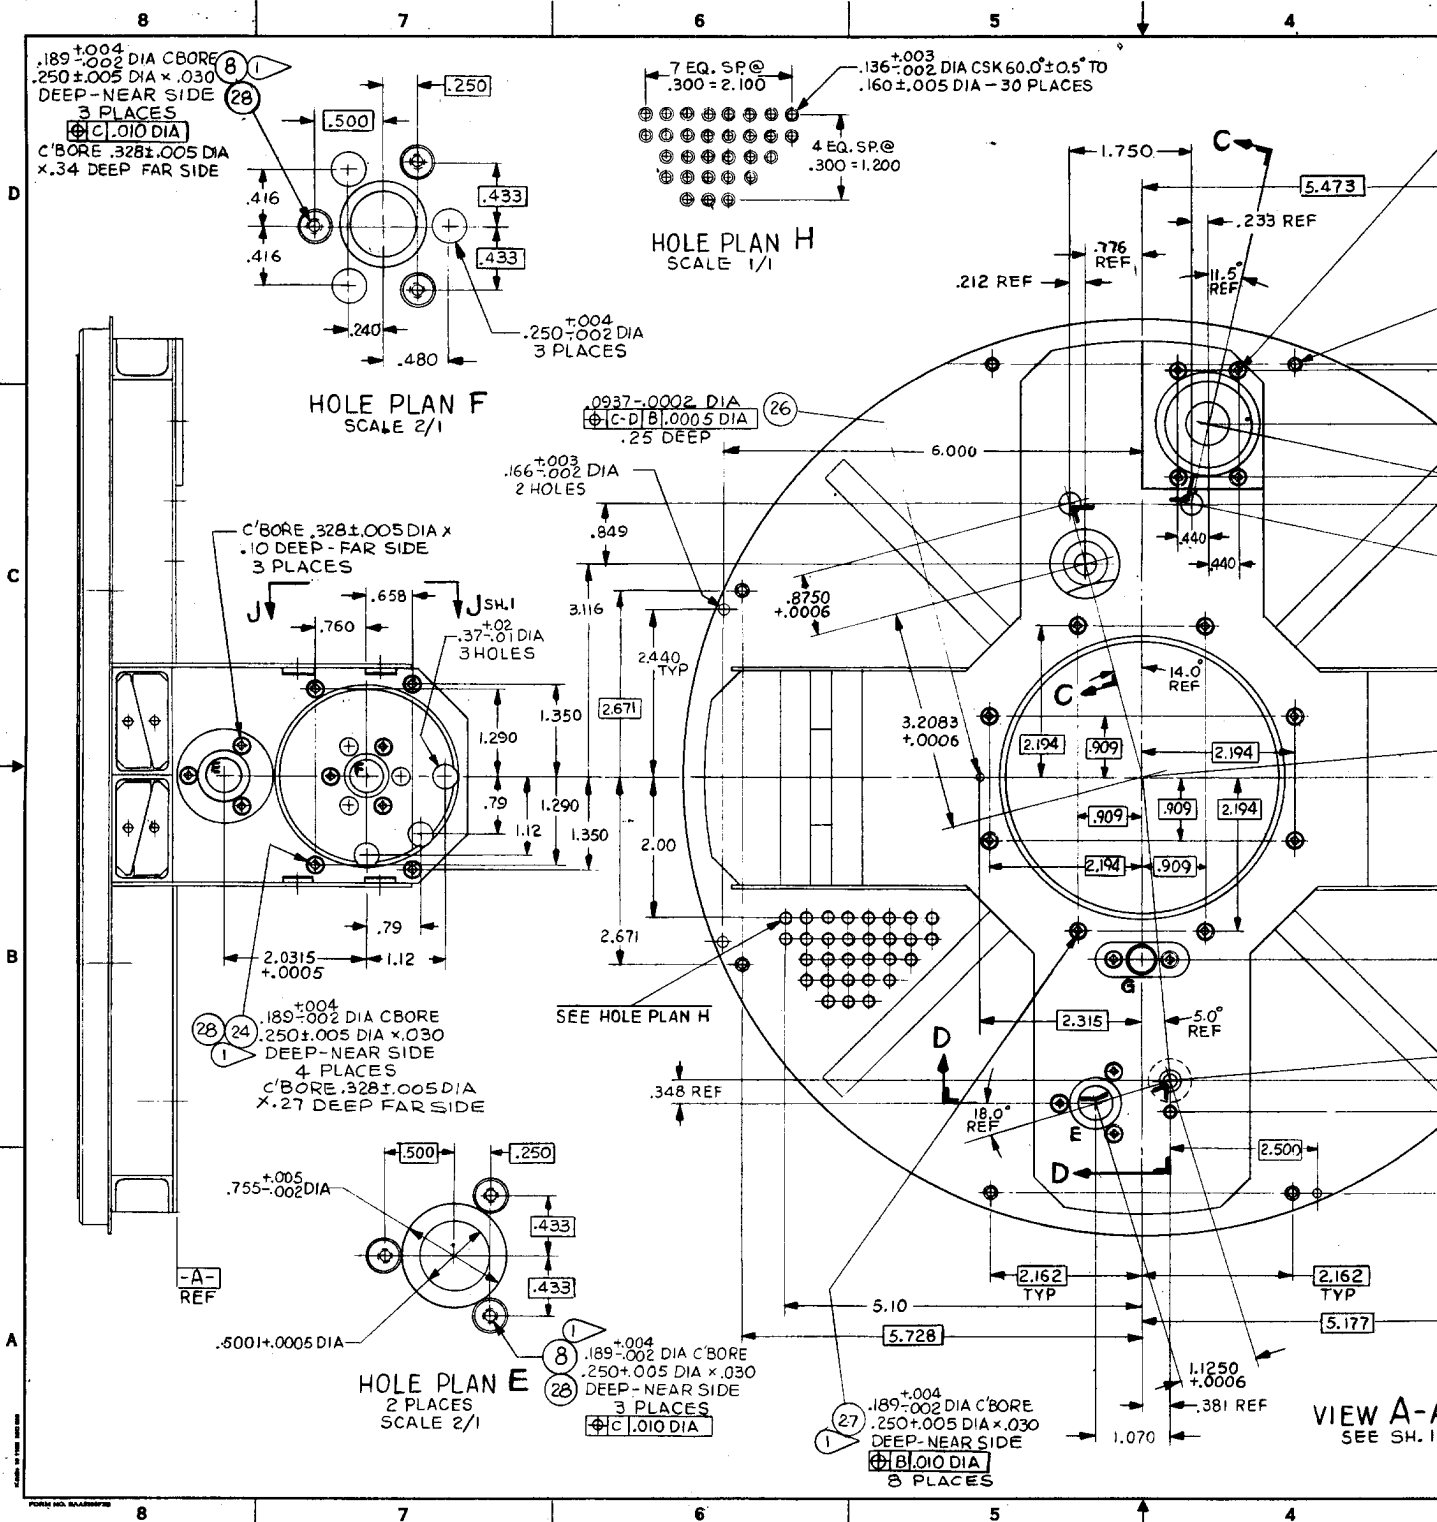 8 7 6 5 4
D
C
B
A
.189 +.004 -.002 DIA CBORE
.250±.005 DIA × .030
DEEP-NEAR SIDE
3 PLACES
⌖ C .010 DIA
C'BORE .328±.005 DIA
×.34 DEEP FAR SIDE
8 1
28
.250
.500
.416
.416
.433
.433
.240
.480
.250 +.004 -.002 DIA
3 PLACES
HOLE PLAN F
SCALE 2/1
7 EQ. SP.@
.300 = 2.100
.136 +.003 -.002 DIA CSK 60.0°±0.5° TO
.160±.005 DIA - 30 PLACES
4 EQ. SP.@
.300 = 1.200
HOLE PLAN H
SCALE 1/1
1.750
C
5.473
.233 REF
.776
REF
.212 REF
11.5°
REF
.0937-.0002 DIA
⌖ C-D B .0005 DIA
.25 DEEP
26
6.000
.166 +.003 -.002 DIA
2 HOLES
.849
.440
.440
C'BORE .328±.005 DIA ×
.10 DEEP - FAR SIDE
3 PLACES
J
J SH.1
.658
.760
.37 +.02 -.01 DIA
3 HOLES
3.116
.8750
+.0006
2.440
TYP
2.671
1.350
1.290
14.0°
REF
C
3.2083
+.0006
2.194
.909
2.194
E
F
.79
1.12
1.290
1.350
2.00
.909
.909
2.194
2.194
.909
.79
2.0315
+.0005
1.12
2.671
G
SEE HOLE PLAN H
2.315
5.0°
REF
28 24
1
.189 +.004 -.002 DIA CBORE
.250±.005 DIA ×.030
DEEP-NEAR SIDE
4 PLACES
C'BORE .328±.005 DIA
×.27 DEEP FAR SIDE
D
.348 REF
18.0°
REF
E
D
2.500
.500
.250
.755 +.005 -.002 DIA
.433
.433
-A-
REF
.5001+.0005 DIA
2.162
TYP
2.162
TYP
5.10
5.728
5.177
1
8
28
.189 +.004 -.002 DIA C'BORE
.250+.005 DIA ×.030
DEEP-NEAR SIDE
3 PLACES
⌖ C .010 DIA
HOLE PLAN E
2 PLACES
SCALE 2/1
1.1250
+.0006
.381 REF
1.070
27
1
.189 +.004 -.002 DIA C'BORE
.250+.005 DIA ×.030
DEEP-NEAR SIDE
⌖ B .010 DIA
8 PLACES
VIEW A-A
SEE SH. 1
FORM NO.
8 7 6 5 4